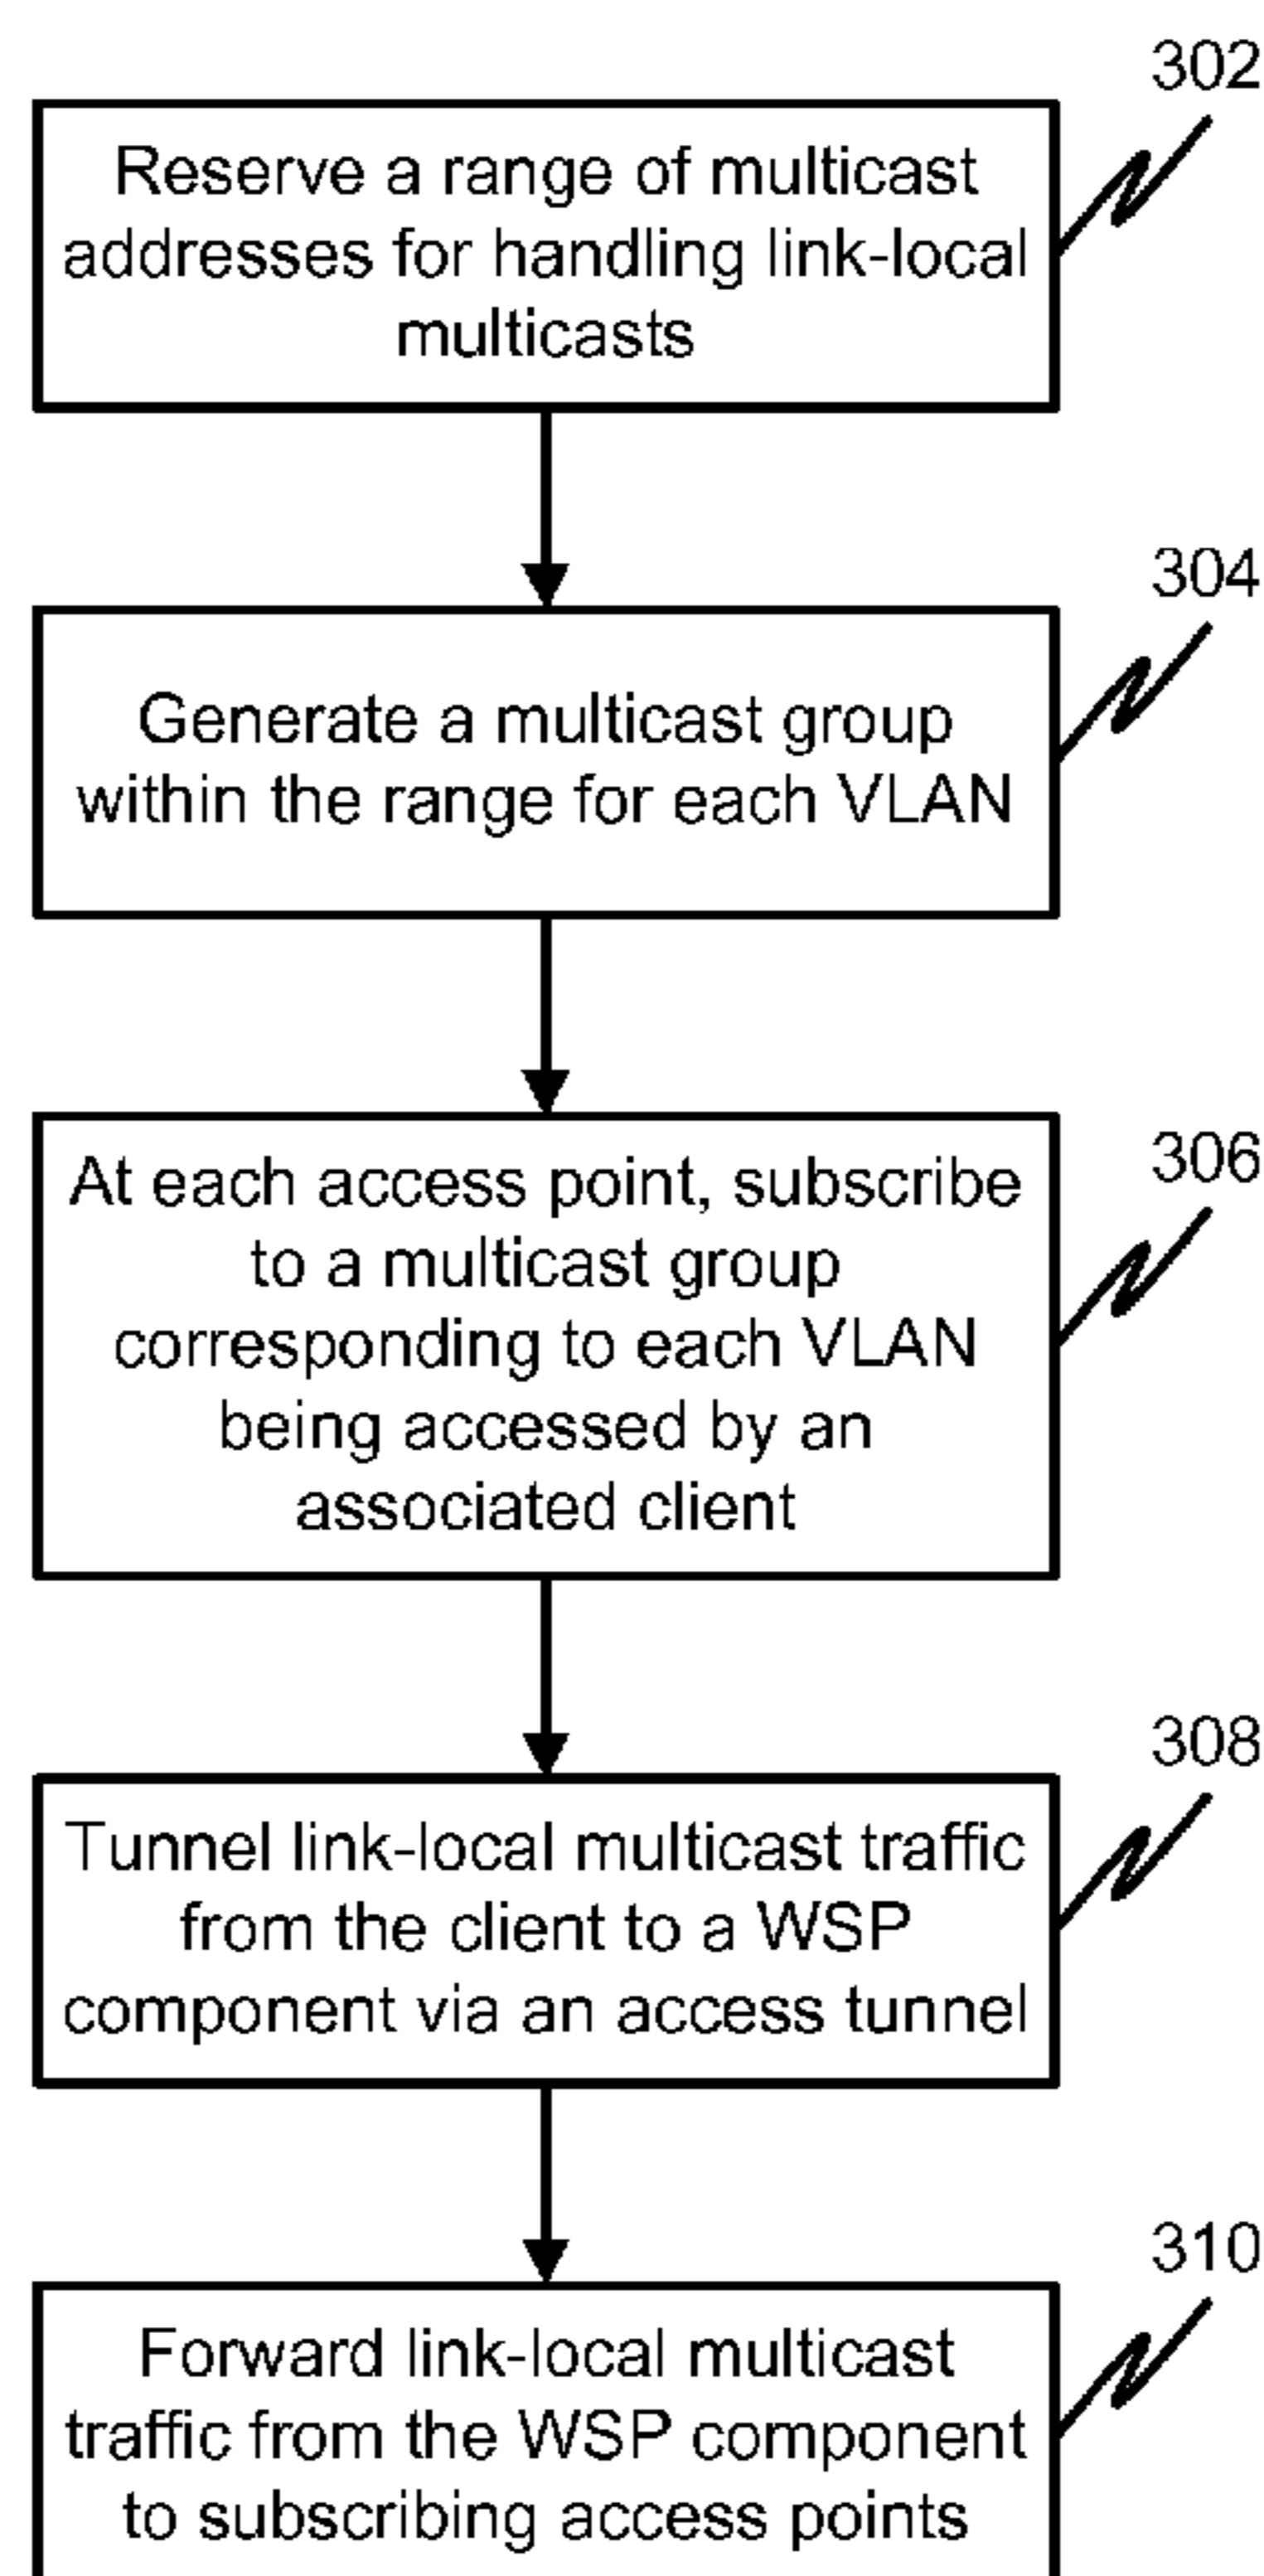 302
Reserve a range of multicast
addresses for handling link-local
multicasts
304
Generate a multicast group
within the range for each VLAN
306
At each access point, subscribe
to a multicast group
corresponding to each VLAN
being accessed by an
associated client
308
Tunnel link-local multicast traffic
from the client to a WSP
component via an access tunnel
310
Forward link-local multicast
traffic from the WSP component
to subscribing access points